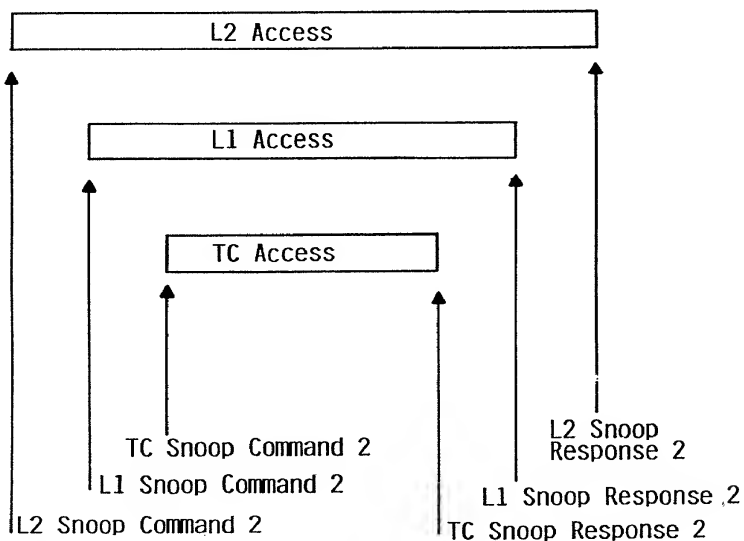 L2 Access
L1 Access
TC Access
TC Snoop Command 2
L2 Snoop
Response 2
L1 Snoop Command 2
L1 Snoop Response 2
L2 Snoop Command 2
TC Snoop Response 2